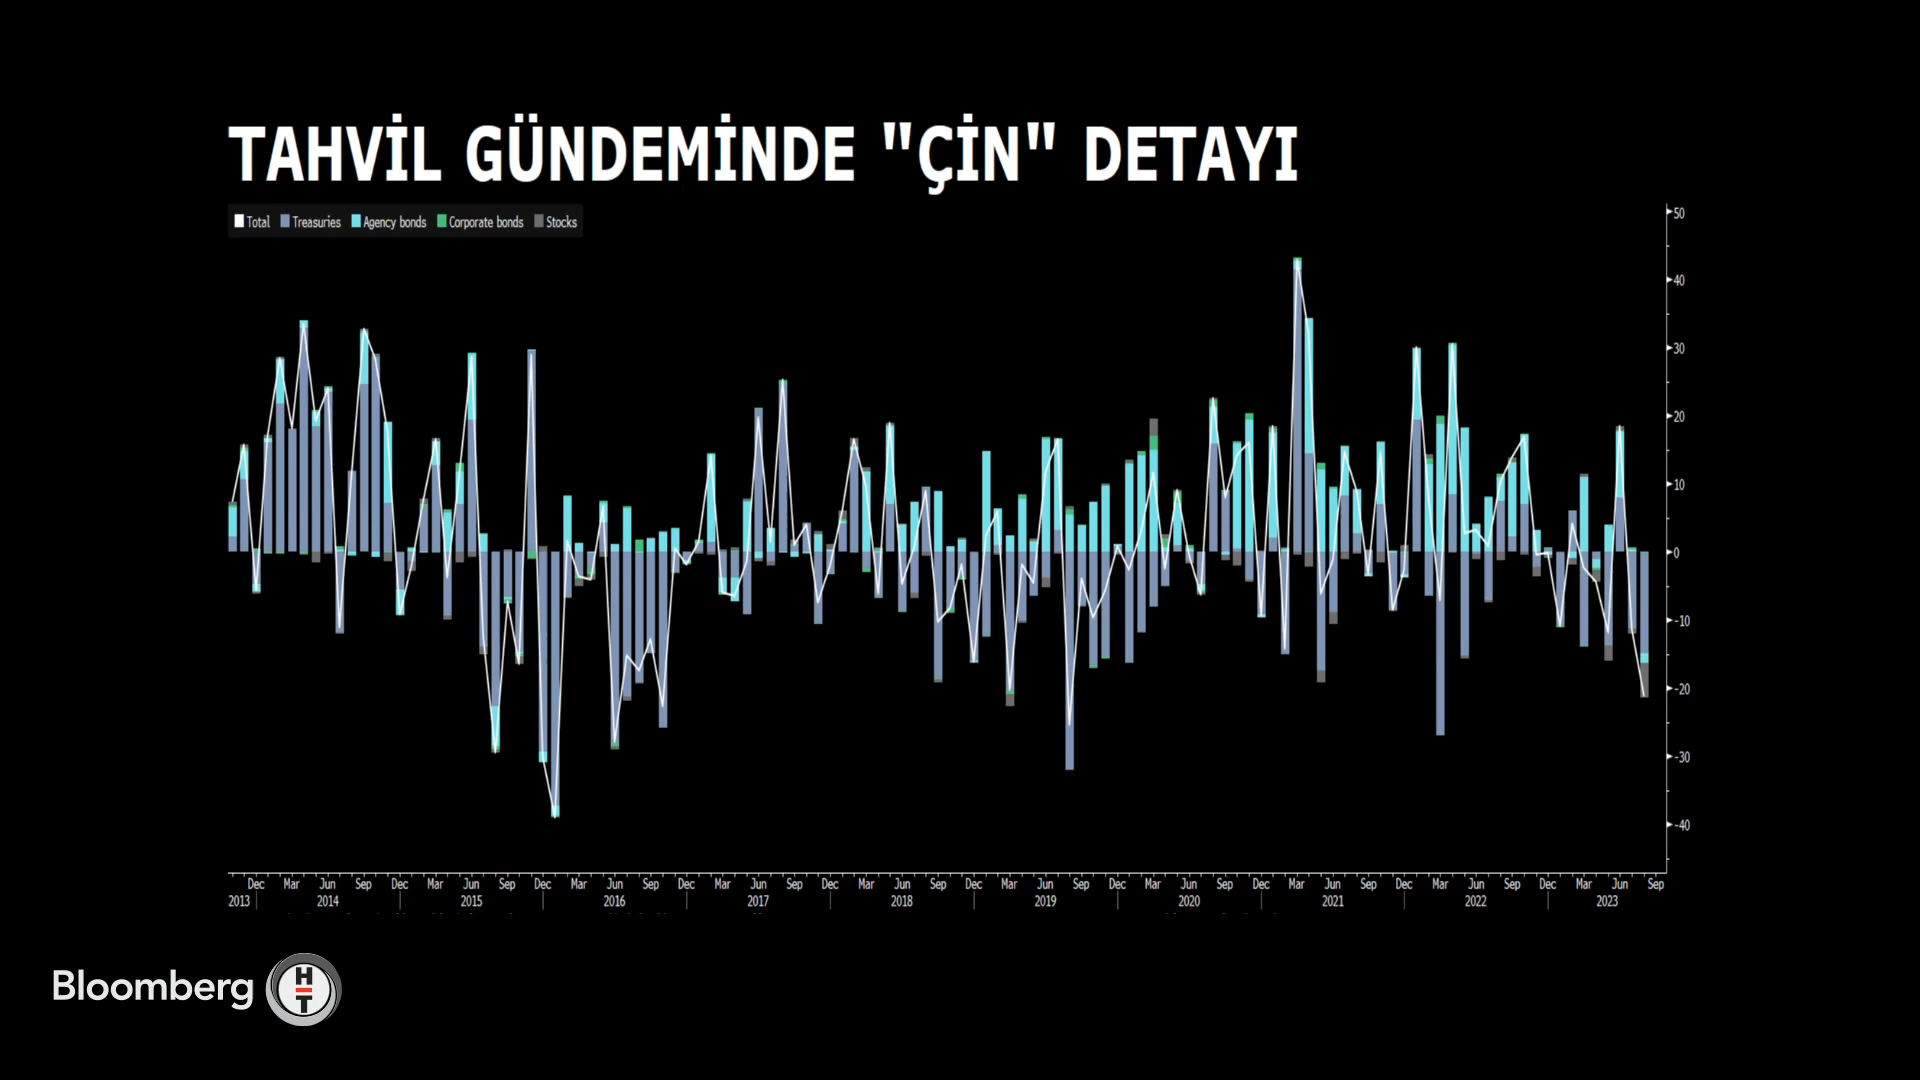 TAHVİL GÜNDEMİNDE "ÇİN" DETAYI
Total Treasuries Agency bonds Corporate bonds Stocks
50
40
30
20
10
0
-10
-20
-30
-40
Dec Mar Jun Sep Dec Mar Jun Sep Dec Mar Jun Sep Dec Mar Jun Sep Dec Mar Jun Sep Dec Mar Jun Sep Dec Mar Jun Sep Dec Mar Jun Sep Dec Mar Jun Sep Dec Mar Jun Sep
2013 2014 2015 2016 2017 2018 2019 2020 2021 2022 2023
Bloomberg HT